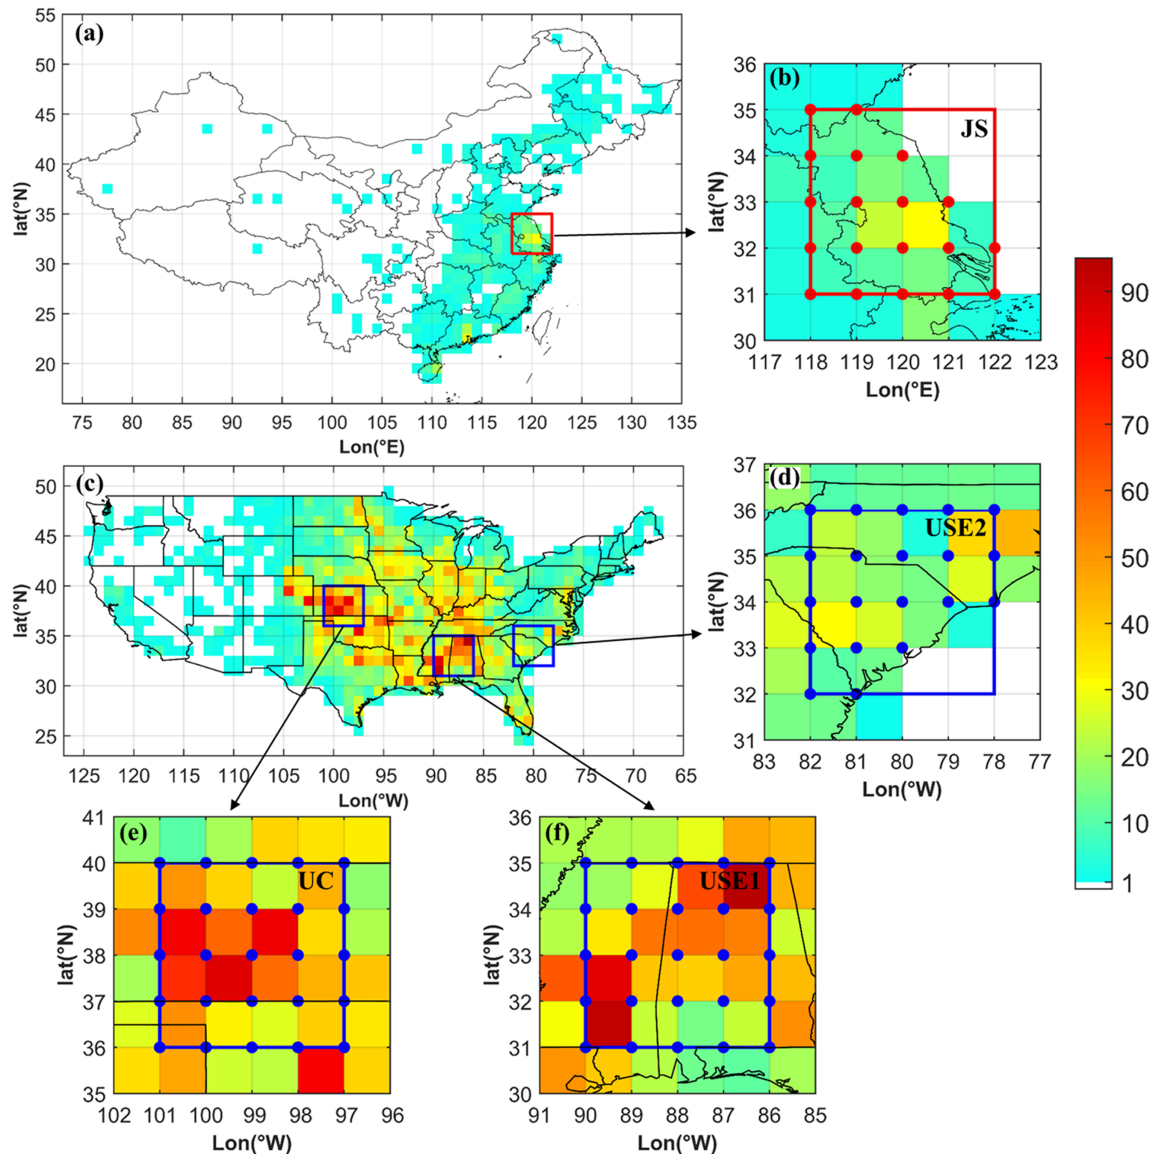 (a)
55
50
45
40
35
30
25
20
lat(°N)
75 80 85 90 95 100 105 110 115 120 125 130 135
Lon(°E)
(b)
JS
36
35
34
33
32
31
30
lat(°N)
117 118 119 120 121 122 123
Lon(°E)
90
80
70
60
50
40
30
20
10
1
(c)
50
45
40
35
30
25
lat(°N)
125 120 115 110 105 100 95 90 85 80 75 70 65
Lon(°W)
(d)
USE2
37
36
35
34
33
32
31
lat(°N)
83 82 81 80 79 78 77
Lon(°W)
(e)
UC
41
40
39
38
37
36
35
lat(°N)
102 101 100 99 98 97 96
Lon(°W)
(f)
USE1
36
35
34
33
32
31
30
lat(°N)
91 90 89 88 87 86 85
Lon(°W)